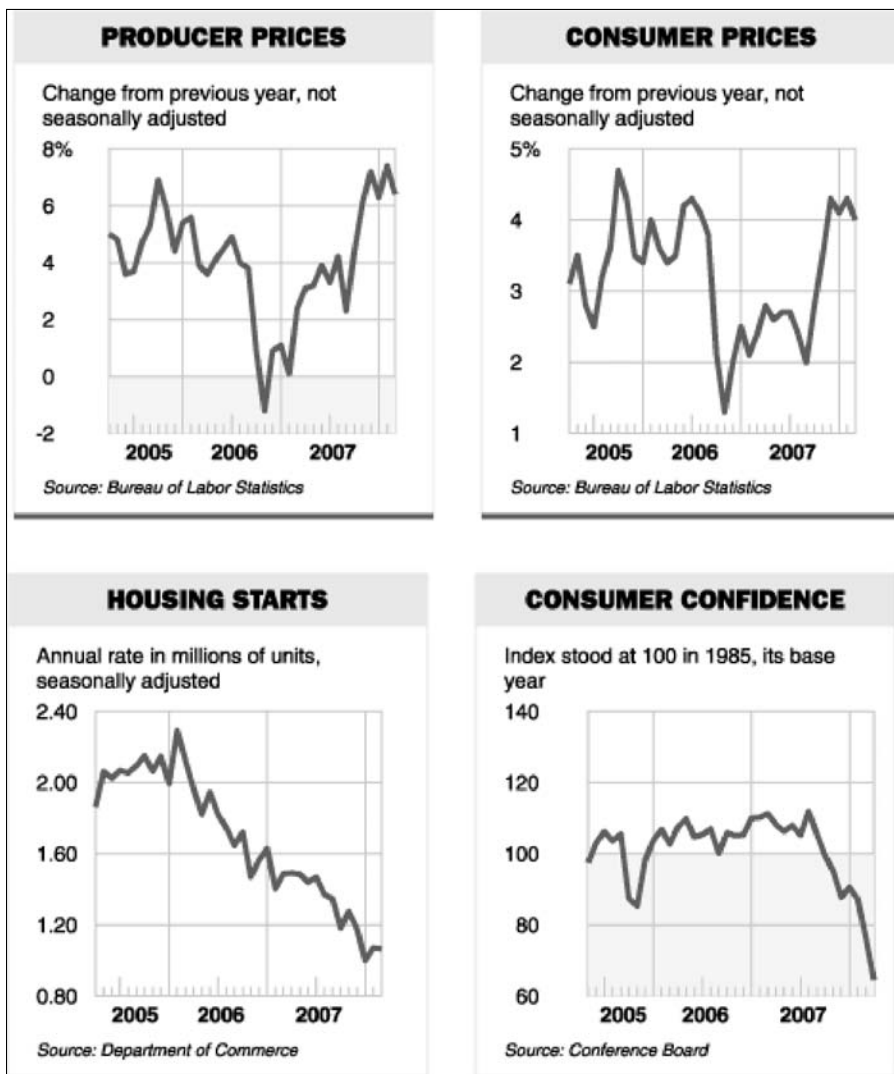 PRODUCER PRICES
Change from previous year, not
seasonally adjusted
8%
6
4
2
0
-2
2005 2006 2007
Source: Bureau of Labor Statistics
CONSUMER PRICES
Change from previous year, not
seasonally adjusted
5%
4
3
2
1
2005 2006 2007
Source: Bureau of Labor Statistics
HOUSING STARTS
Annual rate in millions of units,
seasonally adjusted
2.40
2.00
1.60
1.20
0.80
2005 2006 2007
Source: Department of Commerce
CONSUMER CONFIDENCE
Index stood at 100 in 1985, its base
year
140
120
100
80
60
2005 2006 2007
Source: Conference Board